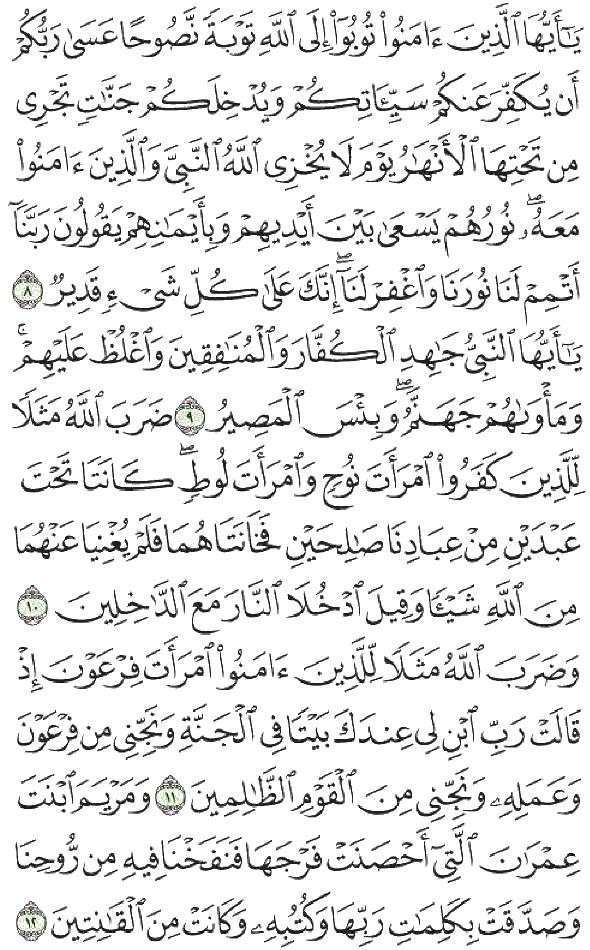 يَـٰٓأَيُّهَا ٱلَّذِينَ ءَامَنُوا۟ تُوبُوٓا۟ إِلَى ٱللَّهِ تَوْبَةً نَّصُوحًا عَسَىٰ رَبُّكُمْ
أَن يُكَفِّرَ عَنكُمْ سَيِّـَٔاتِكُمْ وَيُدْخِلَكُمْ جَنَّـٰتٍ تَجْرِى
مِن تَحْتِهَا ٱلْأَنْهَـٰرُ يَوْمَ لَا يُخْزِى ٱللَّهُ ٱلنَّبِىَّ وَٱلَّذِينَ ءَامَنُوا۟
مَعَهُۥ ۖ نُورُهُمْ يَسْعَىٰ بَيْنَ أَيْدِيهِمْ وَبِأَيْمَـٰنِهِمْ يَقُولُونَ رَبَّنَآ
أَتْمِمْ لَنَا نُورَنَا وَٱغْفِرْ لَنَآ ۖ إِنَّكَ عَلَىٰ كُلِّ شَىْءٍ قَدِيرٌ ٨
يَـٰٓأَيُّهَا ٱلنَّبِىُّ جَـٰهِدِ ٱلْكُفَّارَ وَٱلْمُنَـٰفِقِينَ وَٱغْلُظْ عَلَيْهِمْ ۚ
وَمَأْوَىٰهُمْ جَهَنَّمُ ۖ وَبِئْسَ ٱلْمَصِيرُ ٩ ضَرَبَ ٱللَّهُ مَثَلًا
لِّلَّذِينَ كَفَرُوا۟ ٱمْرَأَتَ نُوحٍ وَٱمْرَأَتَ لُوطٍ ۖ كَانَتَا تَحْتَ
عَبْدَيْنِ مِنْ عِبَادِنَا صَـٰلِحَيْنِ فَخَانَتَاهُمَا فَلَمْ يُغْنِيَا عَنْهُمَا
مِنَ ٱللَّهِ شَيْـًٔا وَقِيلَ ٱدْخُلَا ٱلنَّارَ مَعَ ٱلدَّٰخِلِينَ ١٠
وَضَرَبَ ٱللَّهُ مَثَلًا لِّلَّذِينَ ءَامَنُوا۟ ٱمْرَأَتَ فِرْعَوْنَ إِذْ
قَالَتْ رَبِّ ٱبْنِ لِى عِندَكَ بَيْتًا فِى ٱلْجَنَّةِ وَنَجِّنِى مِن فِرْعَوْنَ
وَعَمَلِهِۦ وَنَجِّنِى مِنَ ٱلْقَوْمِ ٱلظَّـٰلِمِينَ ١١ وَمَرْيَمَ ٱبْنَتَ
عِمْرَٰنَ ٱلَّتِىٓ أَحْصَنَتْ فَرْجَهَا فَنَفَخْنَا فِيهِ مِن رُّوحِنَا
وَصَدَّقَتْ بِكَلِمَـٰتِ رَبِّهَا وَكُتُبِهِۦ وَكَانَتْ مِنَ ٱلْقَـٰنِتِينَ ١٢